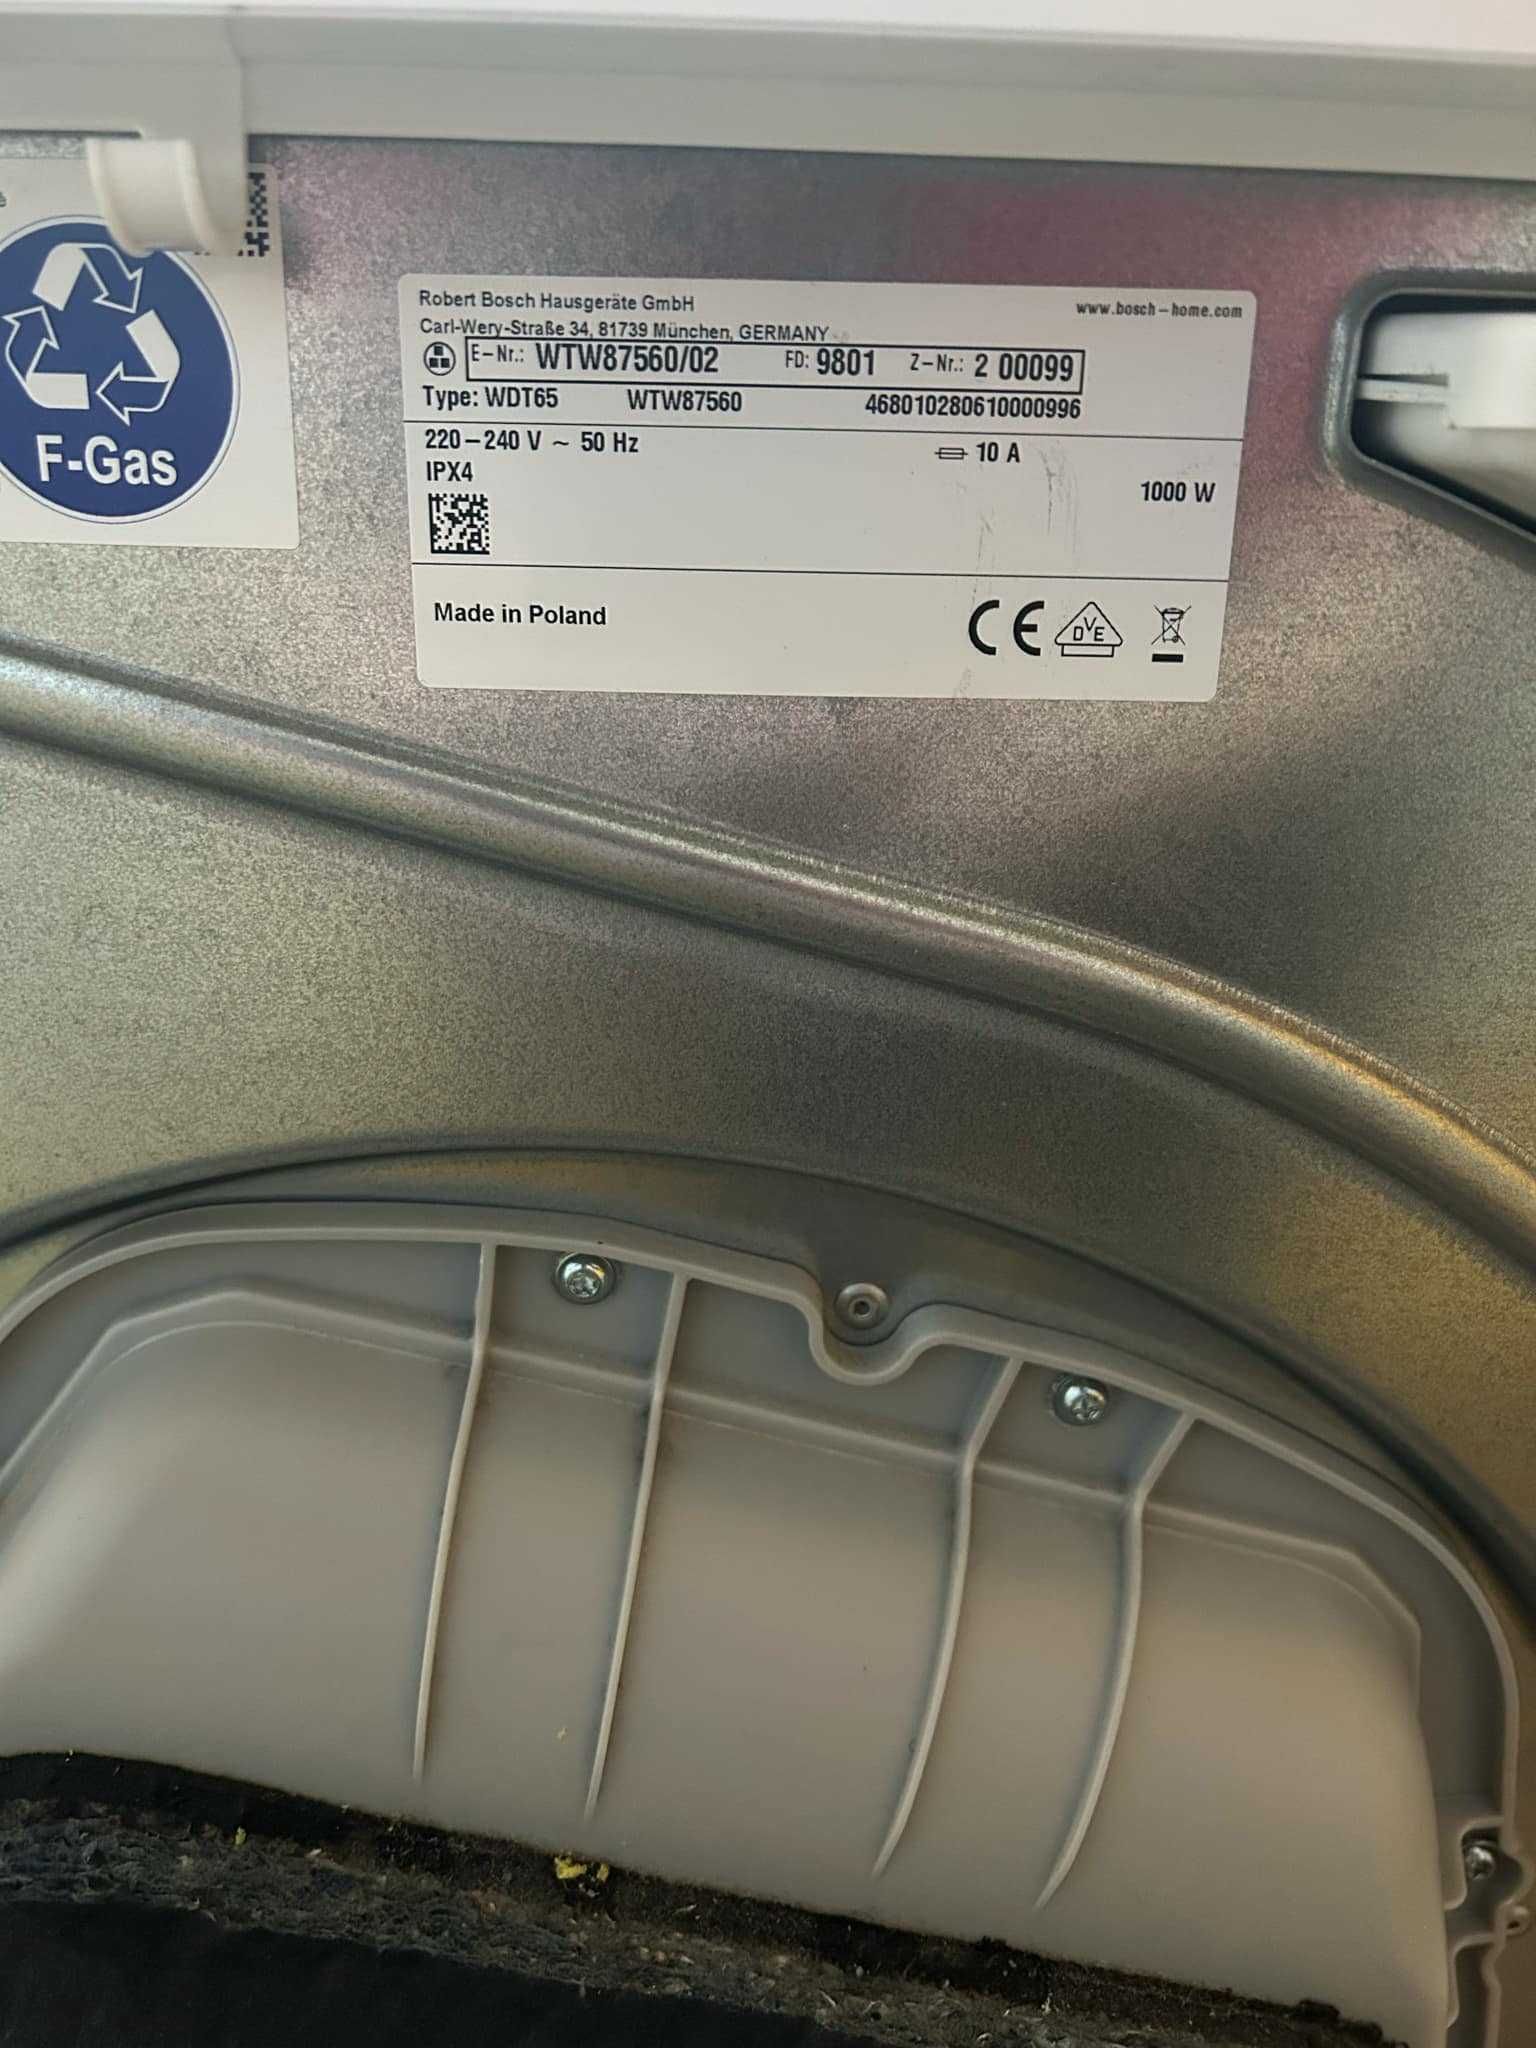 F-Gas
Robert Bosch Hausgeräte GmbH
www.bosch-home.com
Carl-Wery-Straße 34, 81739 München, GERMANY
E-Nr.: WTW87560/02 FD: 9801 Z-Nr.: 2 00099
Type: WDT65 WTW87560 468010280610000996
220-240 V ~ 50 Hz 10 A
IPX4
1000 W
Made in Poland
CE DVE